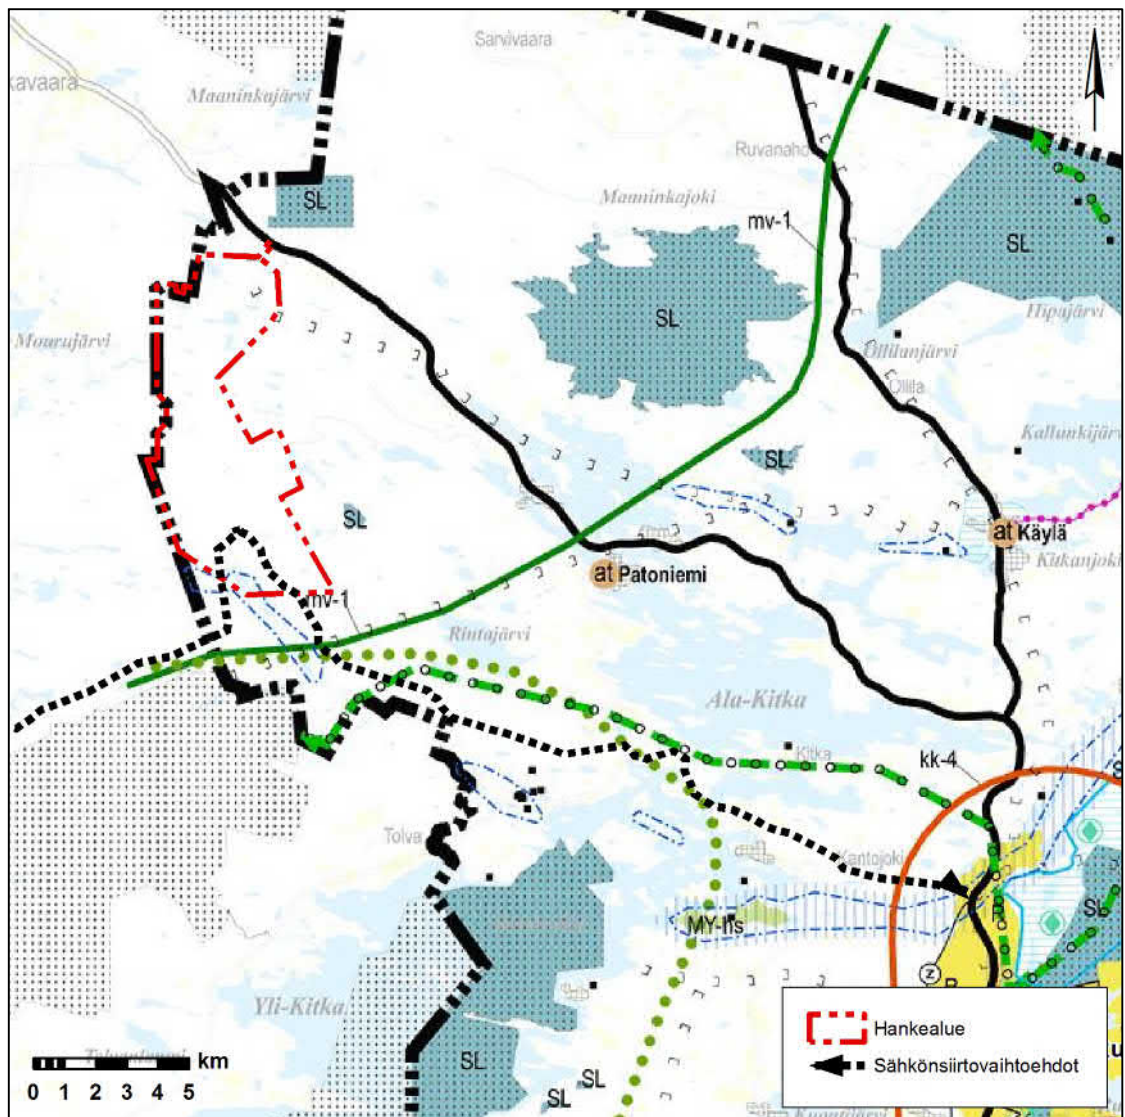 Sarvivaara
kavaara
Maaninkajärvi
Ruvanaho
SL
Maaninkajoki
mv-1
SL
SL
Hipajärvi
Mourujärvi
Ollilanjärvi
Ollila
Kallunkijärvi
SL
SL
at Käylä
Kitkanjoki
at Patoniemi
mv-1
Rintajärvi
Ala-Kitka
Kitka
kk-4
Tolva
Kantojoki
MY-hs
R
SL
Z
Yli-Kitka
SL
SL
SL
km
0 1 2 3 4 5
Hankealue
Sähkönsiirtovaihtoehdot